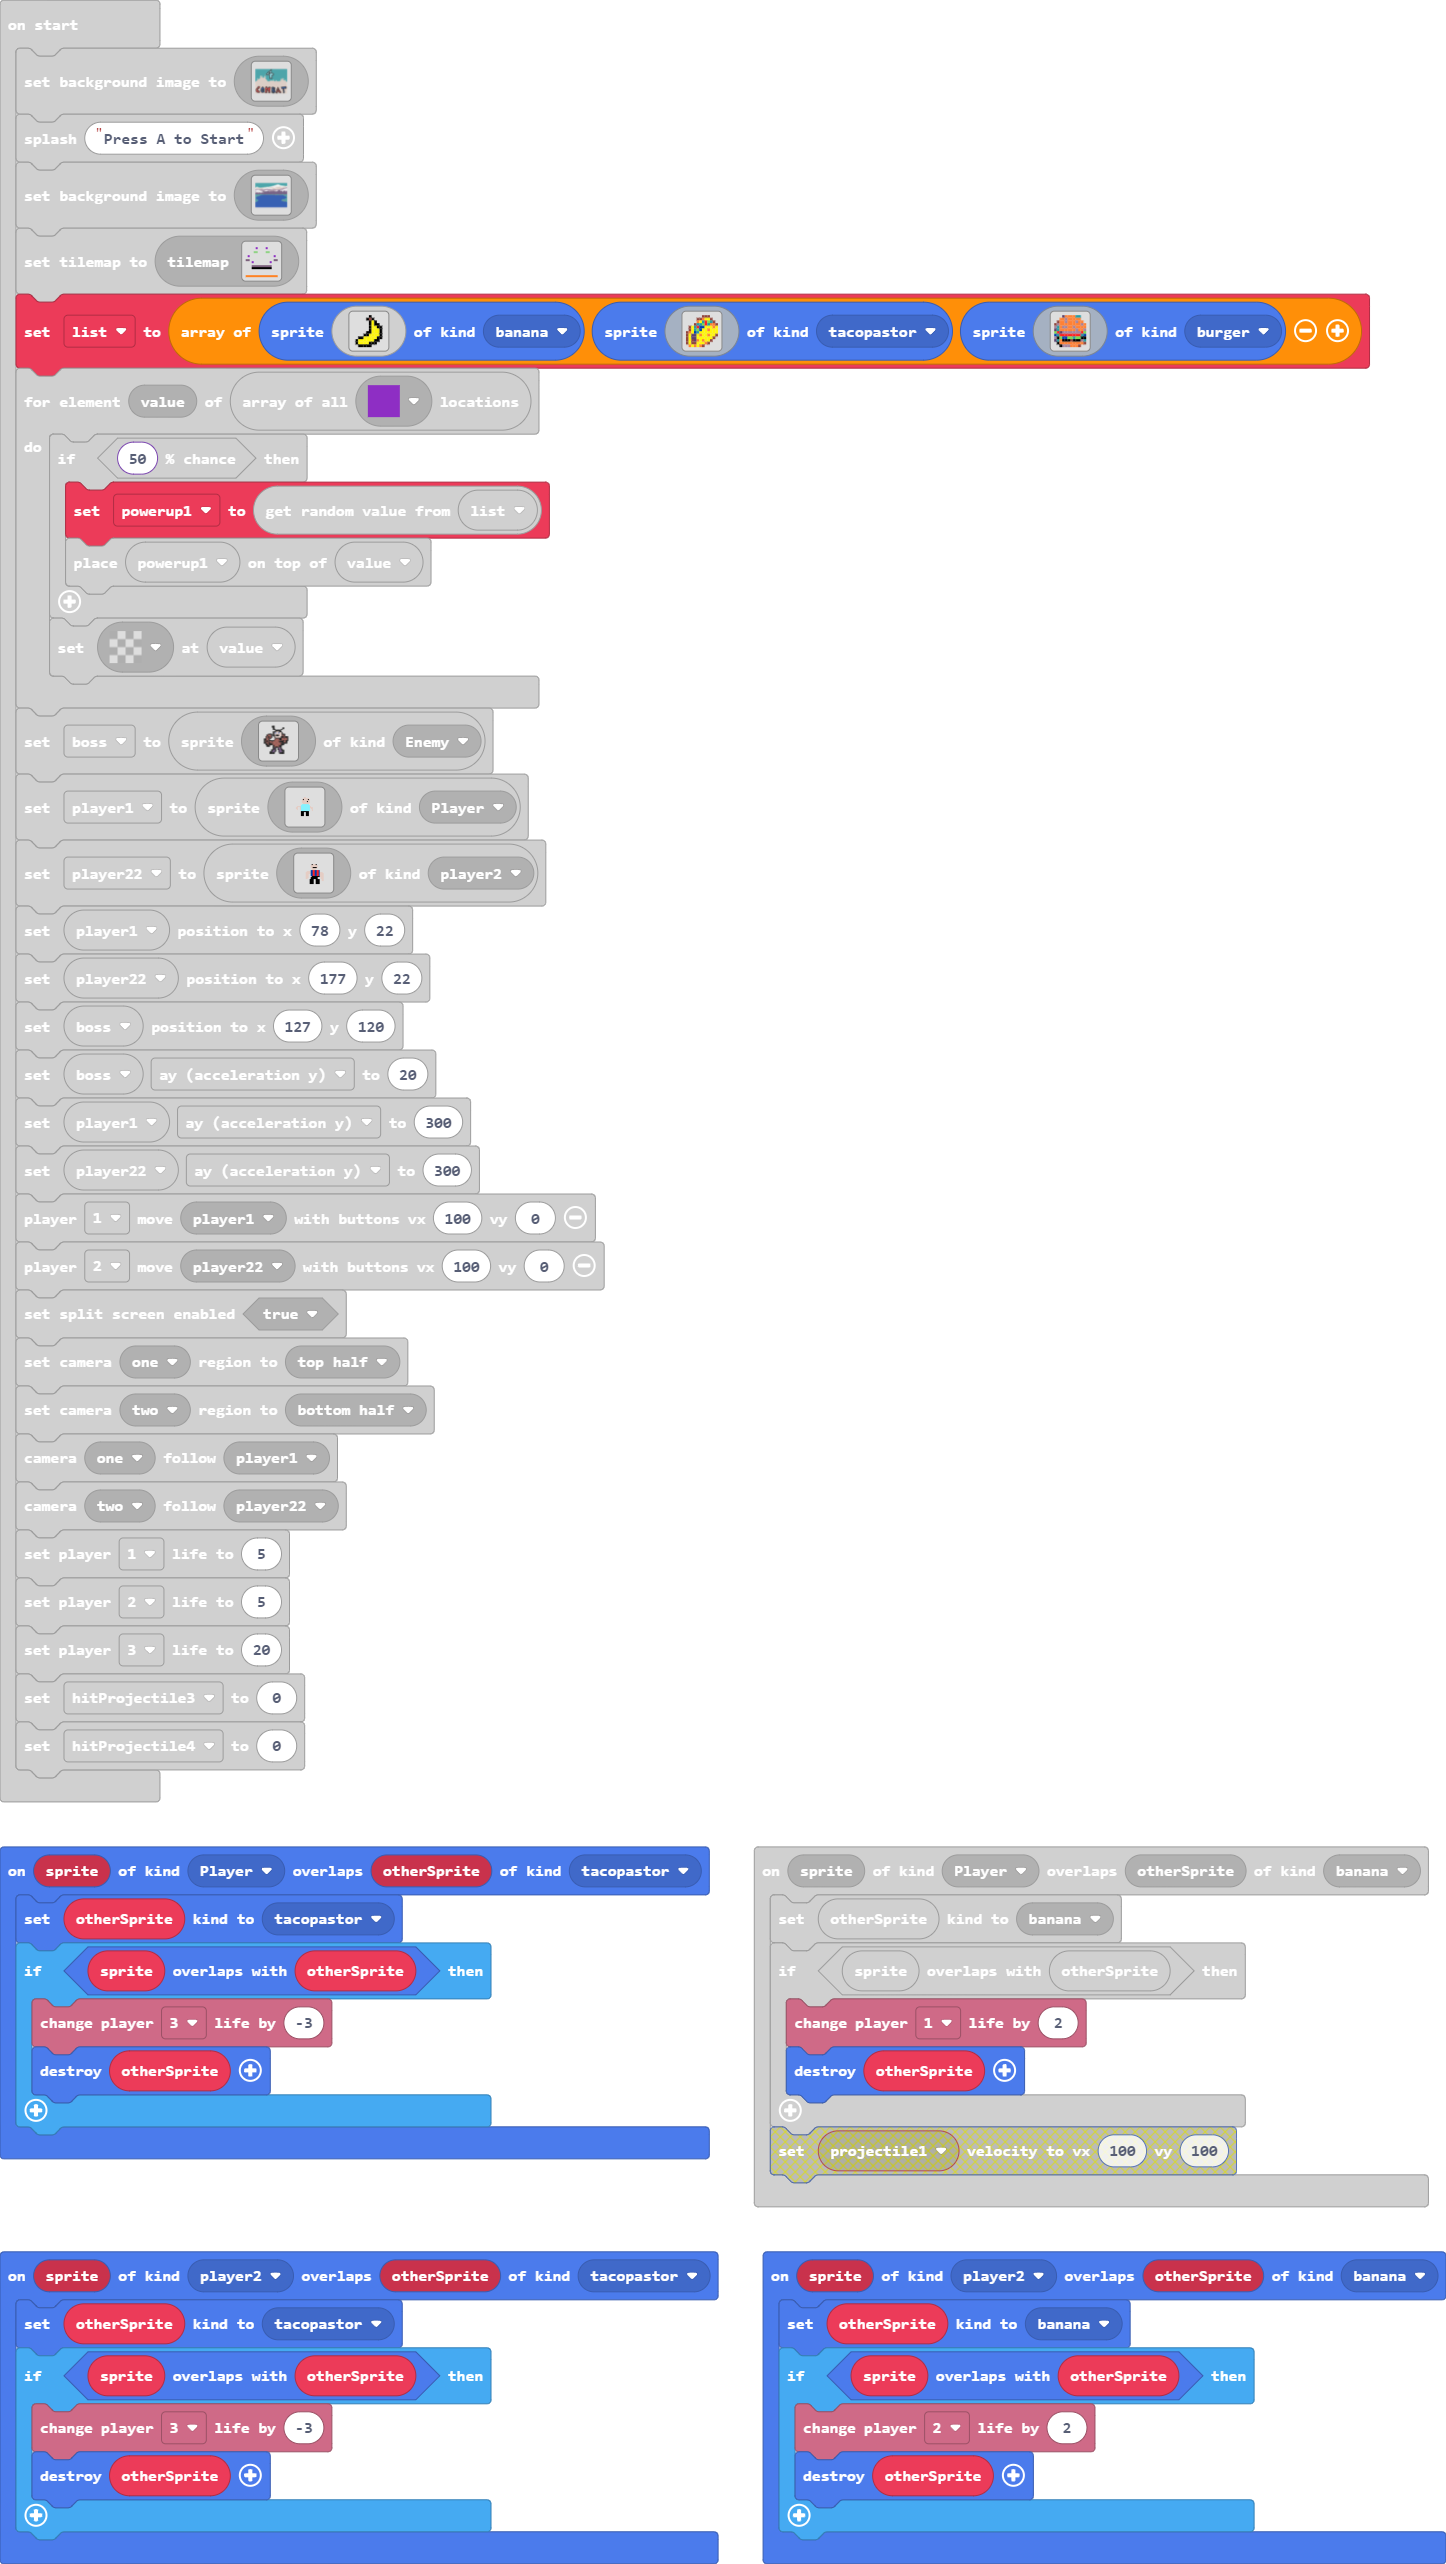 on start
set background image to
COMBAT
splash "Press A to Start"
set background image to
set tilemap to tilemap
set list to array of sprite of kind banana sprite of kind tacopastor sprite of kind burger
for element value of array of all locations
do
if 50 % chance then
set powerup1 to get random value from list
place powerup1 on top of value
set at value
set boss to sprite of kind Enemy
set player1 to sprite of kind Player
set player22 to sprite of kind player2
set player1 position to x 78 y 22
set player22 position to x 177 y 22
set boss position to x 127 y 120
set boss ay (acceleration y) to 20
set player1 ay (acceleration y) to 300
set player22 ay (acceleration y) to 300
player 1 move player1 with buttons vx 100 vy 0
player 2 move player22 with buttons vx 100 vy 0
set split screen enabled true
set camera one region to top half
set camera two region to bottom half
camera one follow player1
camera two follow player22
set player 1 life to 5
set player 2 life to 5
set player 3 life to 20
set hitProjectile3 to 0
set hitProjectile4 to 0
on sprite of kind Player overlaps otherSprite of kind tacopastor
set otherSprite kind to tacopastor
if sprite overlaps with otherSprite then
change player 3 life by -3
destroy otherSprite
on sprite of kind Player overlaps otherSprite of kind banana
set otherSprite kind to banana
if sprite overlaps with otherSprite then
change player 1 life by 2
destroy otherSprite
set projectile1 velocity to vx 100 vy 100
on sprite of kind player2 overlaps otherSprite of kind tacopastor
set otherSprite kind to tacopastor
if sprite overlaps with otherSprite then
change player 3 life by -3
destroy otherSprite
on sprite of kind player2 overlaps otherSprite of kind banana
set otherSprite kind to banana
if sprite overlaps with otherSprite then
change player 2 life by 2
destroy otherSprite